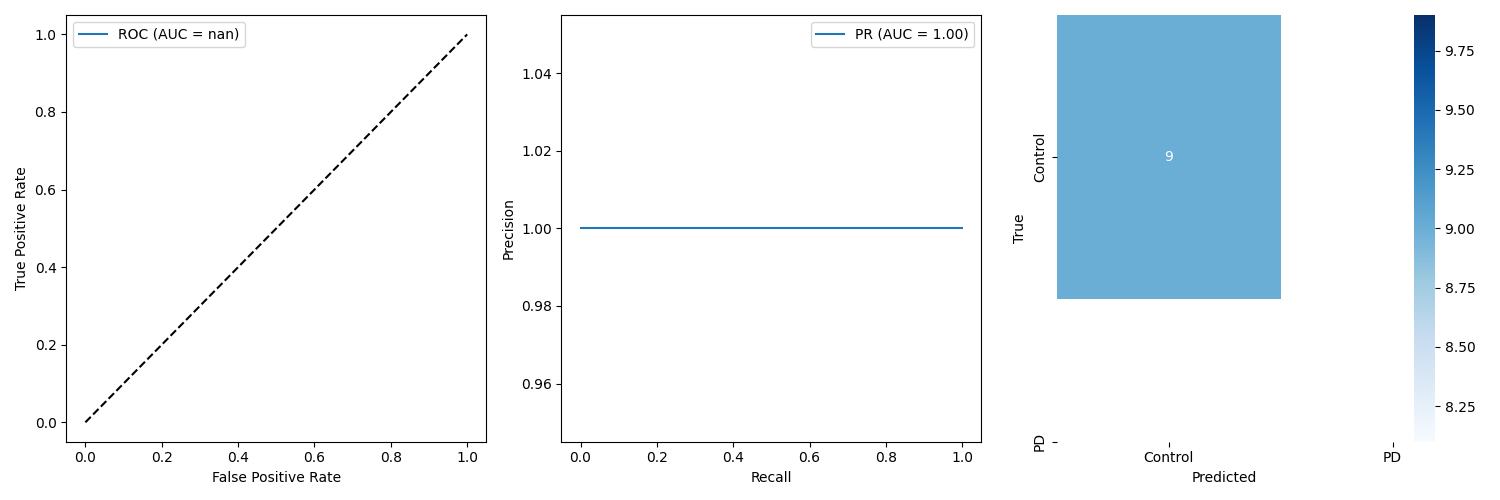 ROC (AUC = nan)
1.0
0.8
0.6
0.4
0.2
0.0
True Positive Rate
0.0 0.2 0.4 0.6 0.8 1.0
False Positive Rate
PR (AUC = 1.00)
1.04
1.02
1.00
0.98
0.96
Precision
0.0 0.2 0.4 0.6 0.8 1.0
Recall
9
Control
PD
True
Control PD
Predicted
9.75
9.50
9.25
9.00
8.75
8.50
8.25